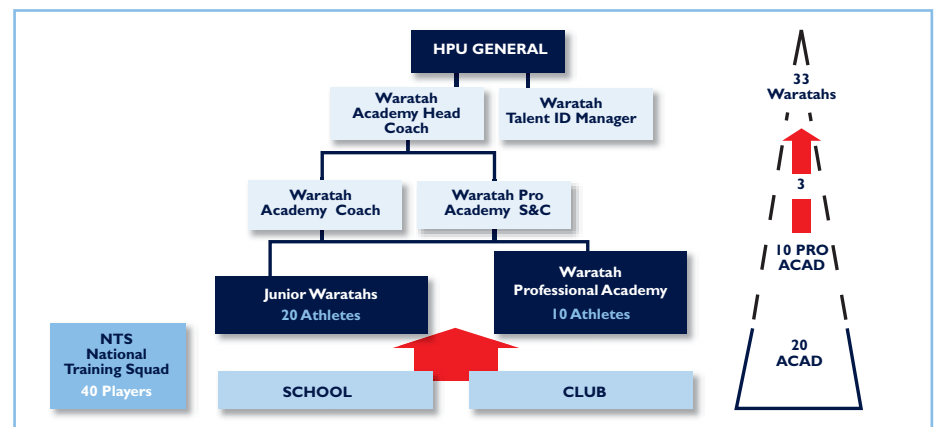 HPU GENERAL
Waratah
Academy Head
Coach
Waratah
Talent ID Manager
Waratah
Academy Coach
Waratah Pro
Academy S&C
Junior Waratahs
20 Athletes
Waratah
Professional Academy
10 Athletes
NTS
National
Training Squad
40 Players
SCHOOL
CLUB
33
Waratahs
3
10 PRO
ACAD
20
ACAD